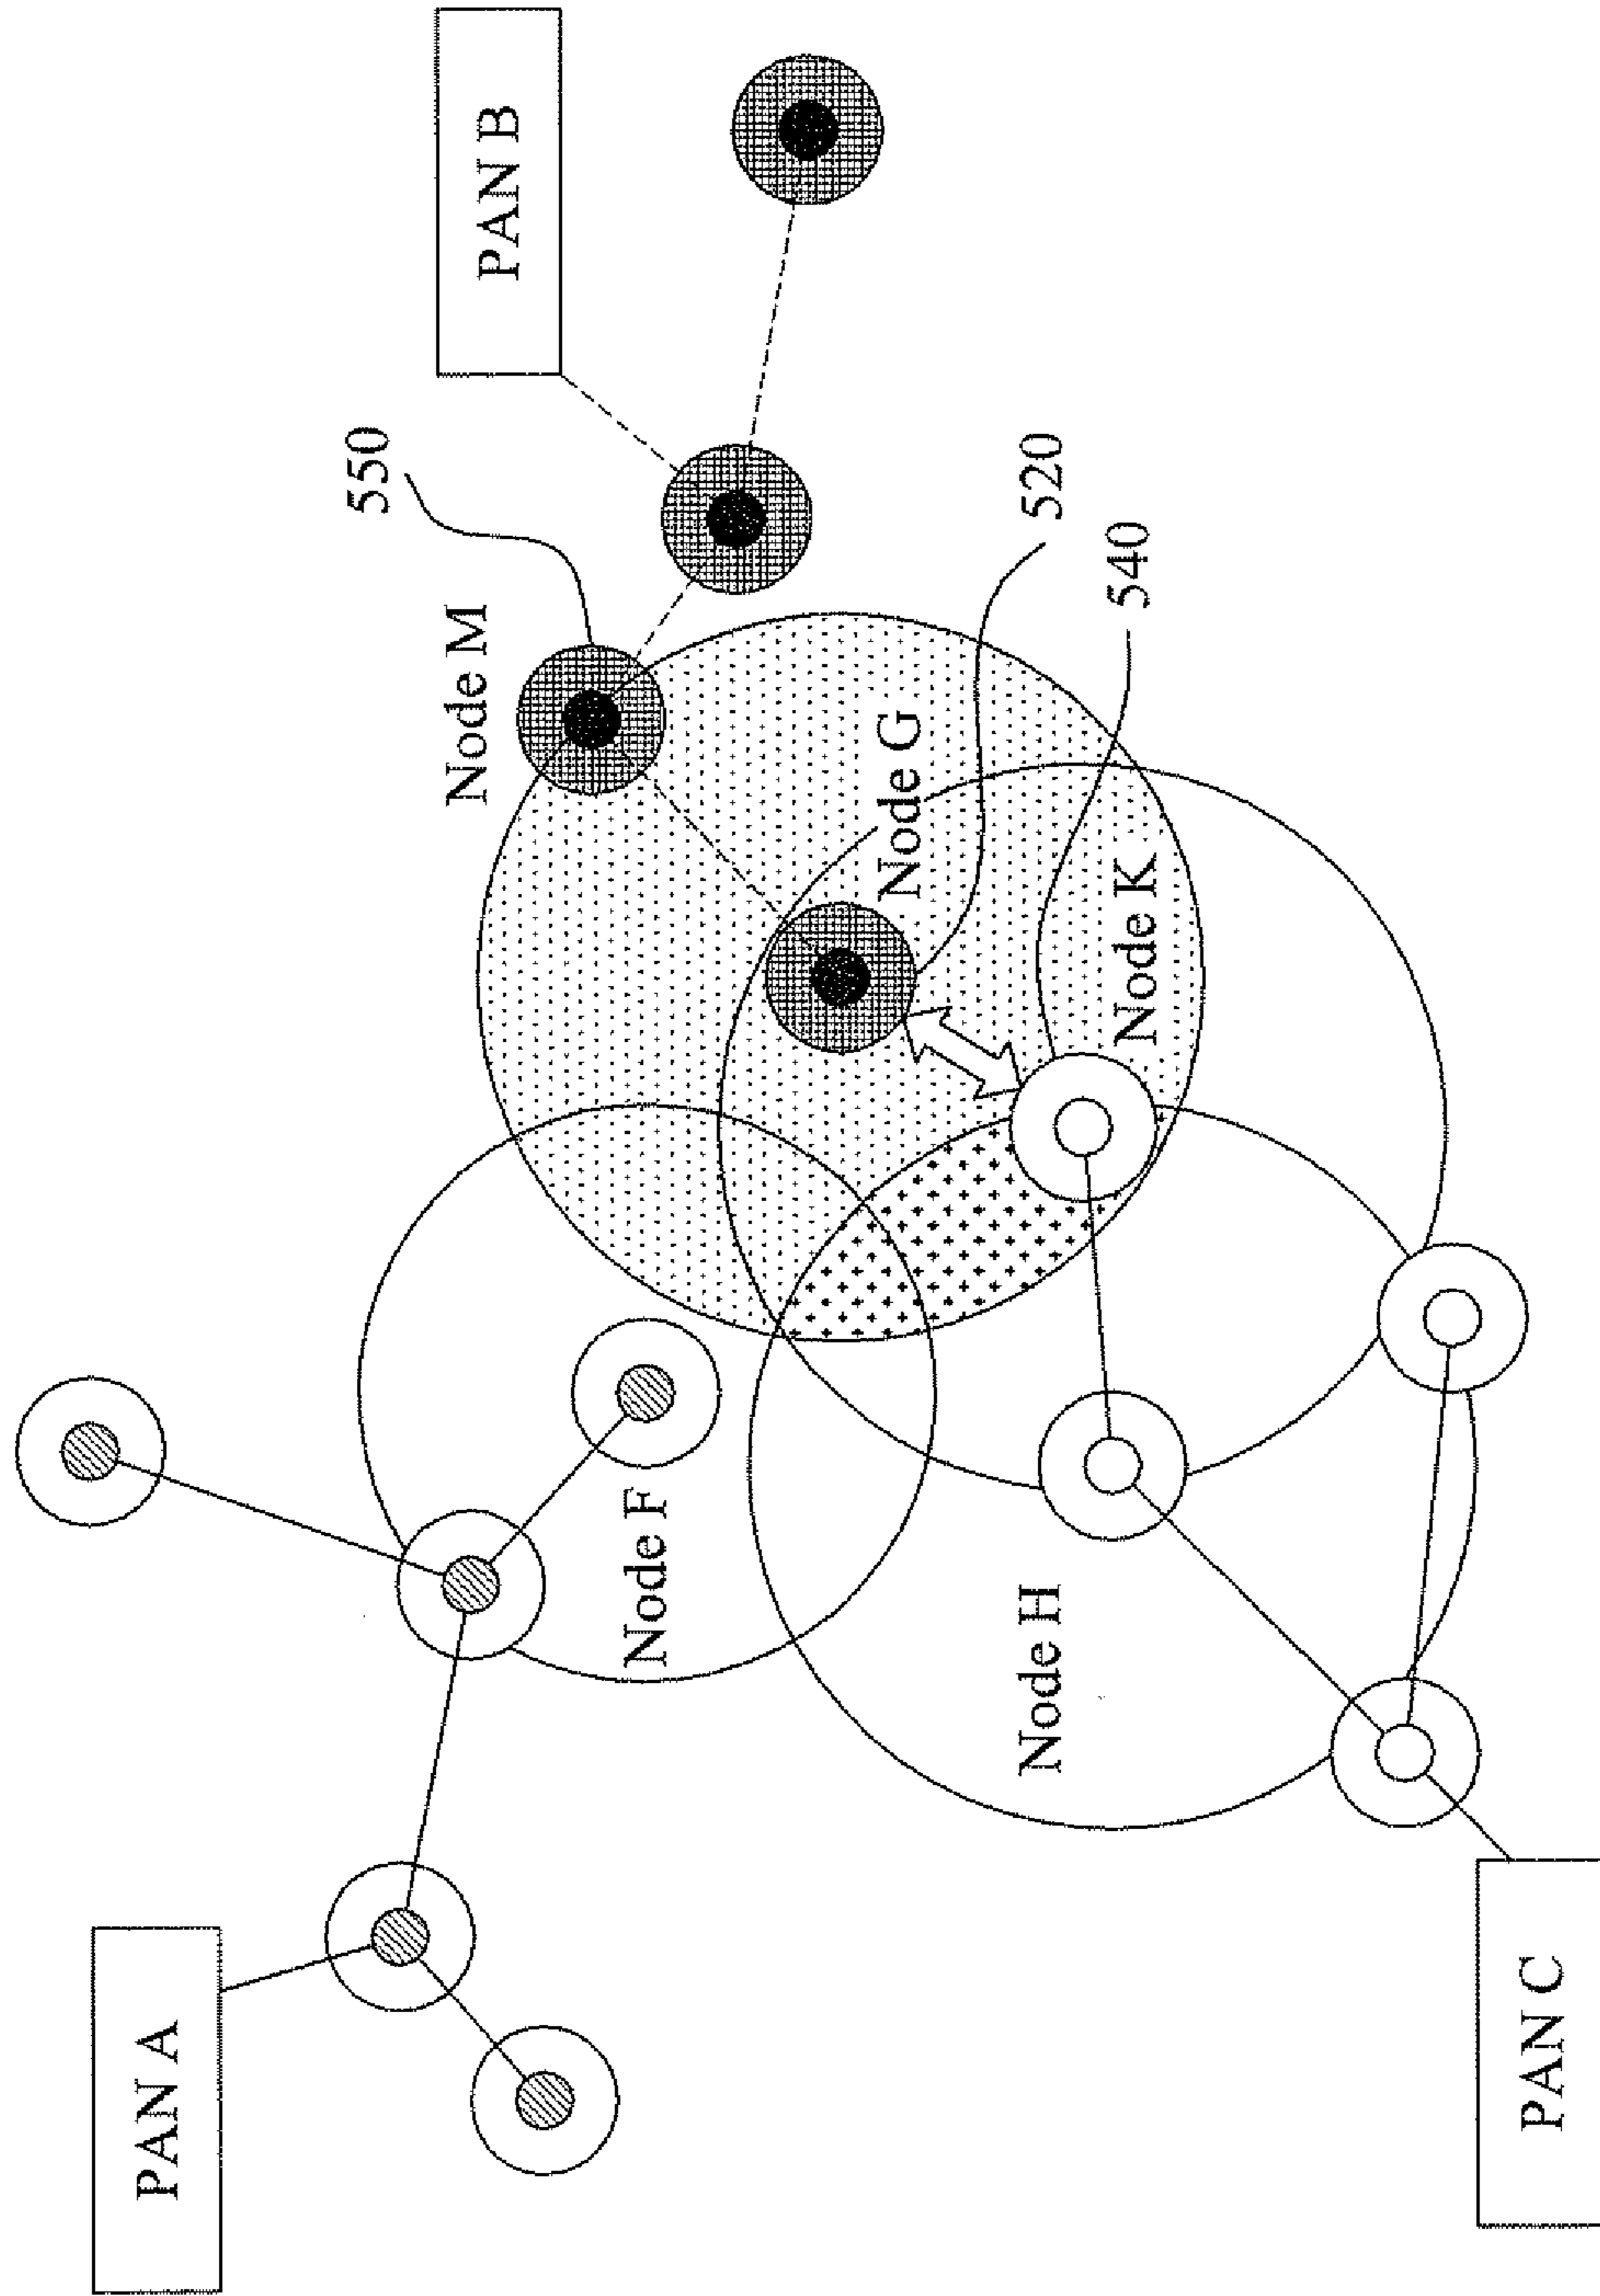 PAN A
PAN B
PAN C
Node F
Node H
Node M
550
Node G
520
Node K
540